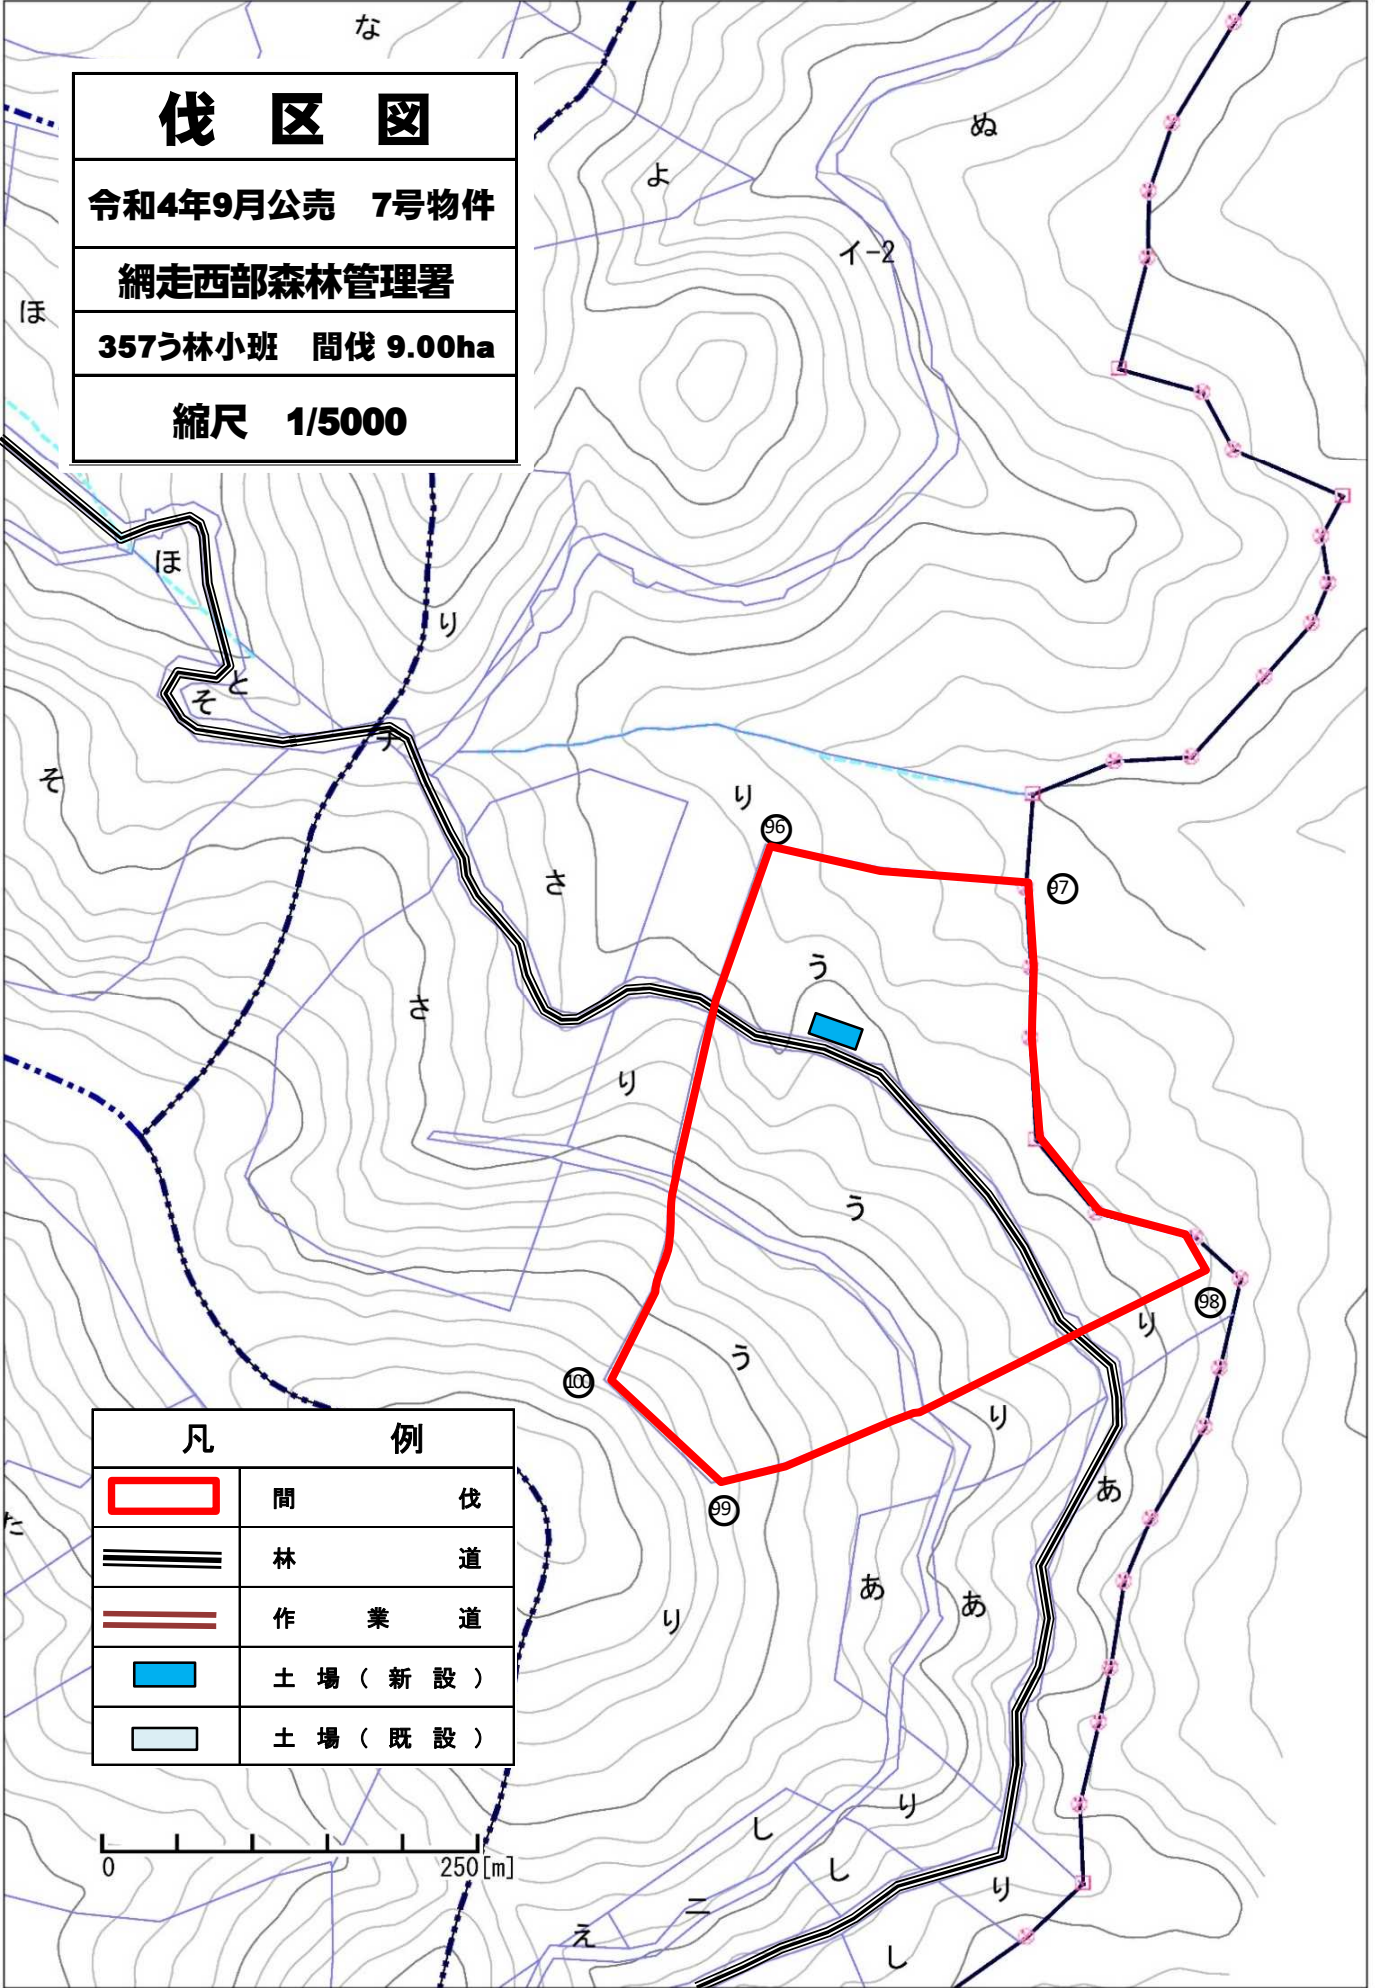 な
伐 区 図
令和4年9月公売　7号物件
網走西部森林管理署
357う林小班　間伐 9.00ha
縮尺　1/5000
ぬ
よ
イ-2
ほ
ほ
り
と
そ
チ
そ
り
96
97
さ
う
さ
り
う
98
り
う
100
り
99
あ
た
あ
あ
り
凡　例
間　伐
林　道
作　業　道
土 場 ( 新 設 )
土 場 ( 既 設 )
0　250[m]
り
し
し
り
ニ
え
し